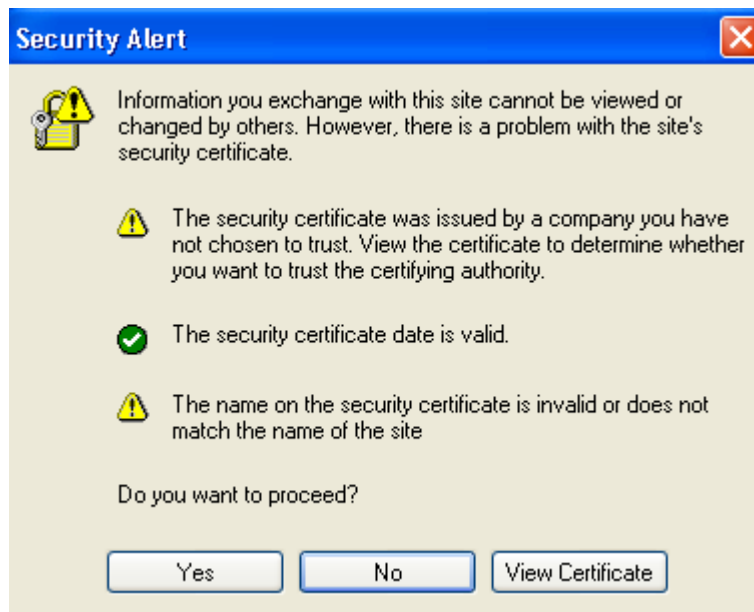 Security Alert
Information you exchange with this site cannot be viewed or
changed by others. However, there is a problem with the site's
security certificate.
The security certificate was issued by a company you have
not chosen to trust. View the certificate to determine whether
you want to trust the certifying authority.
The security certificate date is valid.
The name on the security certificate is invalid or does not
match the name of the site
Do you want to proceed?
Yes
No
View Certificate